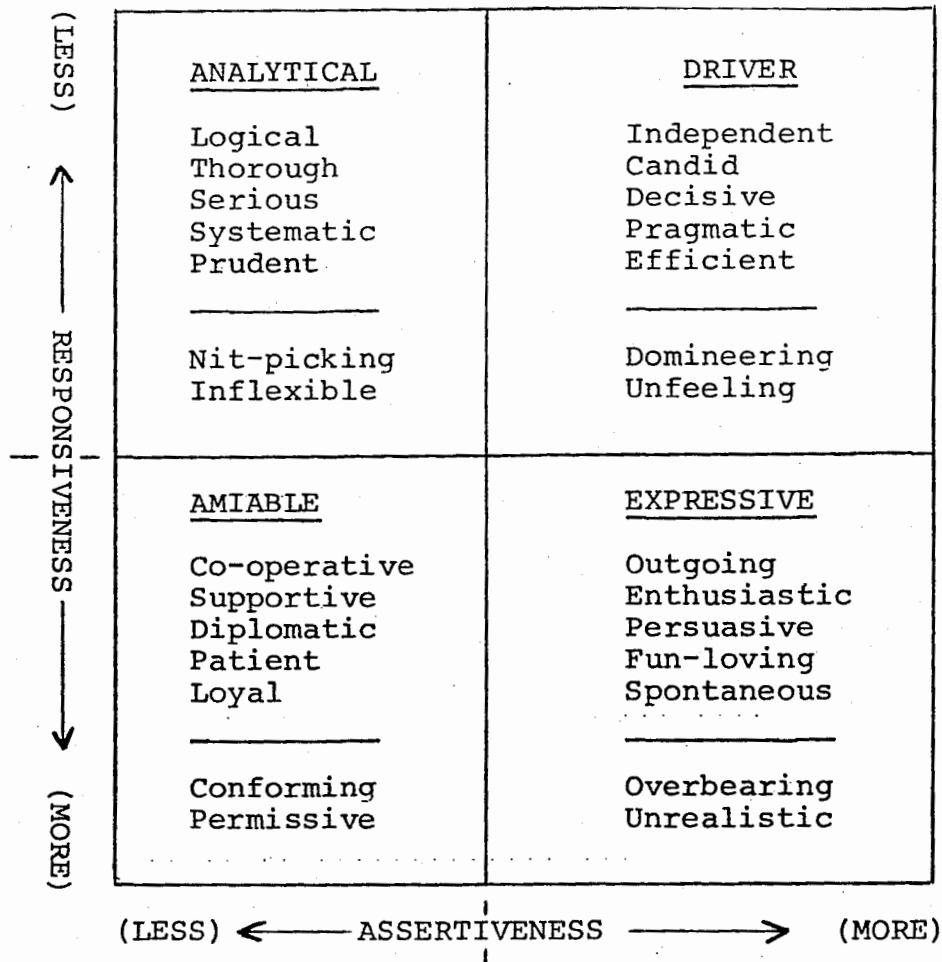 (LESS)
RESPONSIVENESS
(MORE)
ANALYTICAL
Logical
Thorough
Serious
Systematic
Prudent
Nit-picking
Inflexible
DRIVER
Independent
Candid
Decisive
Pragmatic
Efficient
Domineering
Unfeeling
AMIABLE
Co-operative
Supportive
Diplomatic
Patient
Loyal
Conforming
Permissive
EXPRESSIVE
Outgoing
Enthusiastic
Persuasive
Fun-loving
Spontaneous
Overbearing
Unrealistic
(LESS) ASSERTIVENESS (MORE)